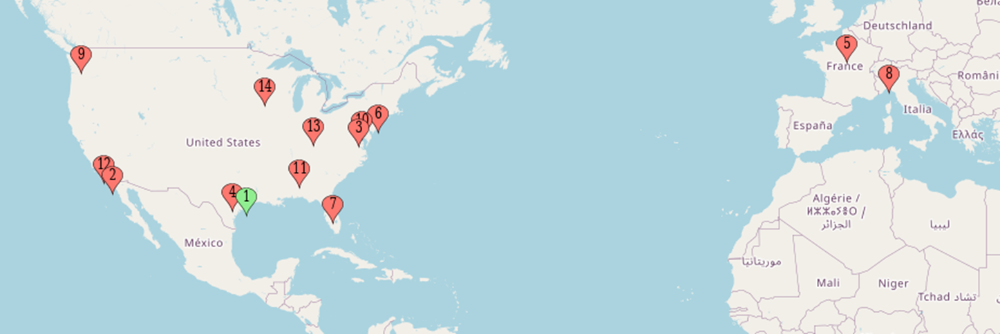 Бела
Deutschland
9
5
France
8
Români
14
Italia
6
10
13
3
España
Ελλάς
United States
12
11
2
4
1
7
Algérie /
ⵍⵣⵣⴰⵢⴻⵔ /
الجزائر
ليبيا
México
موريتانيا
Mali
Niger
Tchad تشاد